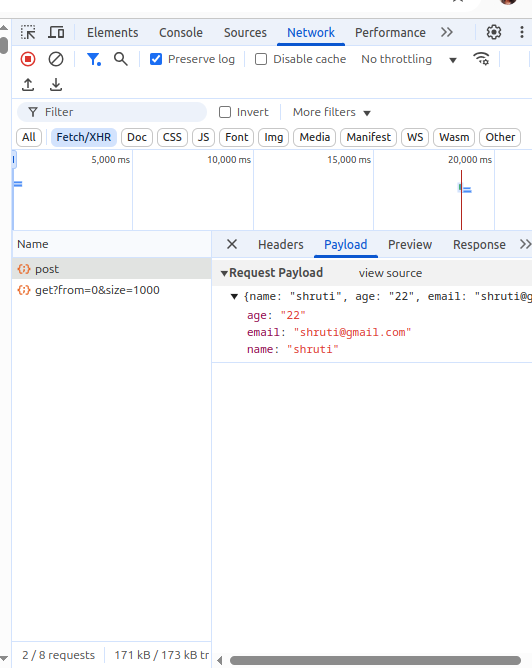 Elements Console Sources Network Performance
Preserve log Disable cache No throttling
Filter Invert More filters
All Fetch/XHR Doc CSS JS Font Img Media Manifest WS Wasm Other
5,000 ms 10,000 ms 15,000 ms 20,000 ms
Name Headers Payload Preview Response
post
get?from=0&size=1000
Request Payload view source
{name: "shruti", age: "22", email: "shruti@g
age: "22"
email: "shruti@gmail.com"
name: "shruti"
2 / 8 requests 171 kB / 173 kB tr